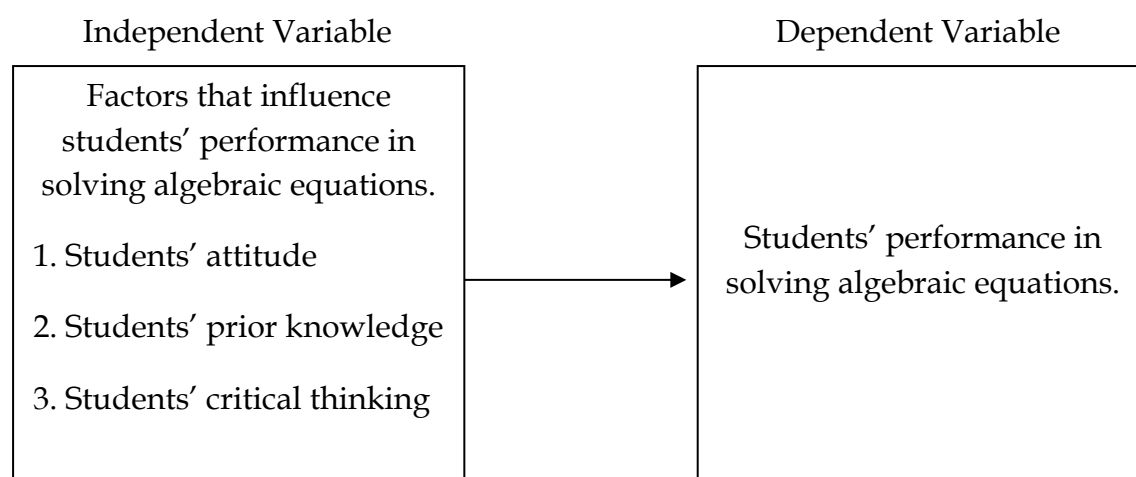 Independent Variable
Factors that influence
students’ performance in
solving algebraic equations.
1. Students’ attitude
2. Students’ prior knowledge
3. Students’ critical thinking
Dependent Variable
Students’ performance in
solving algebraic equations.